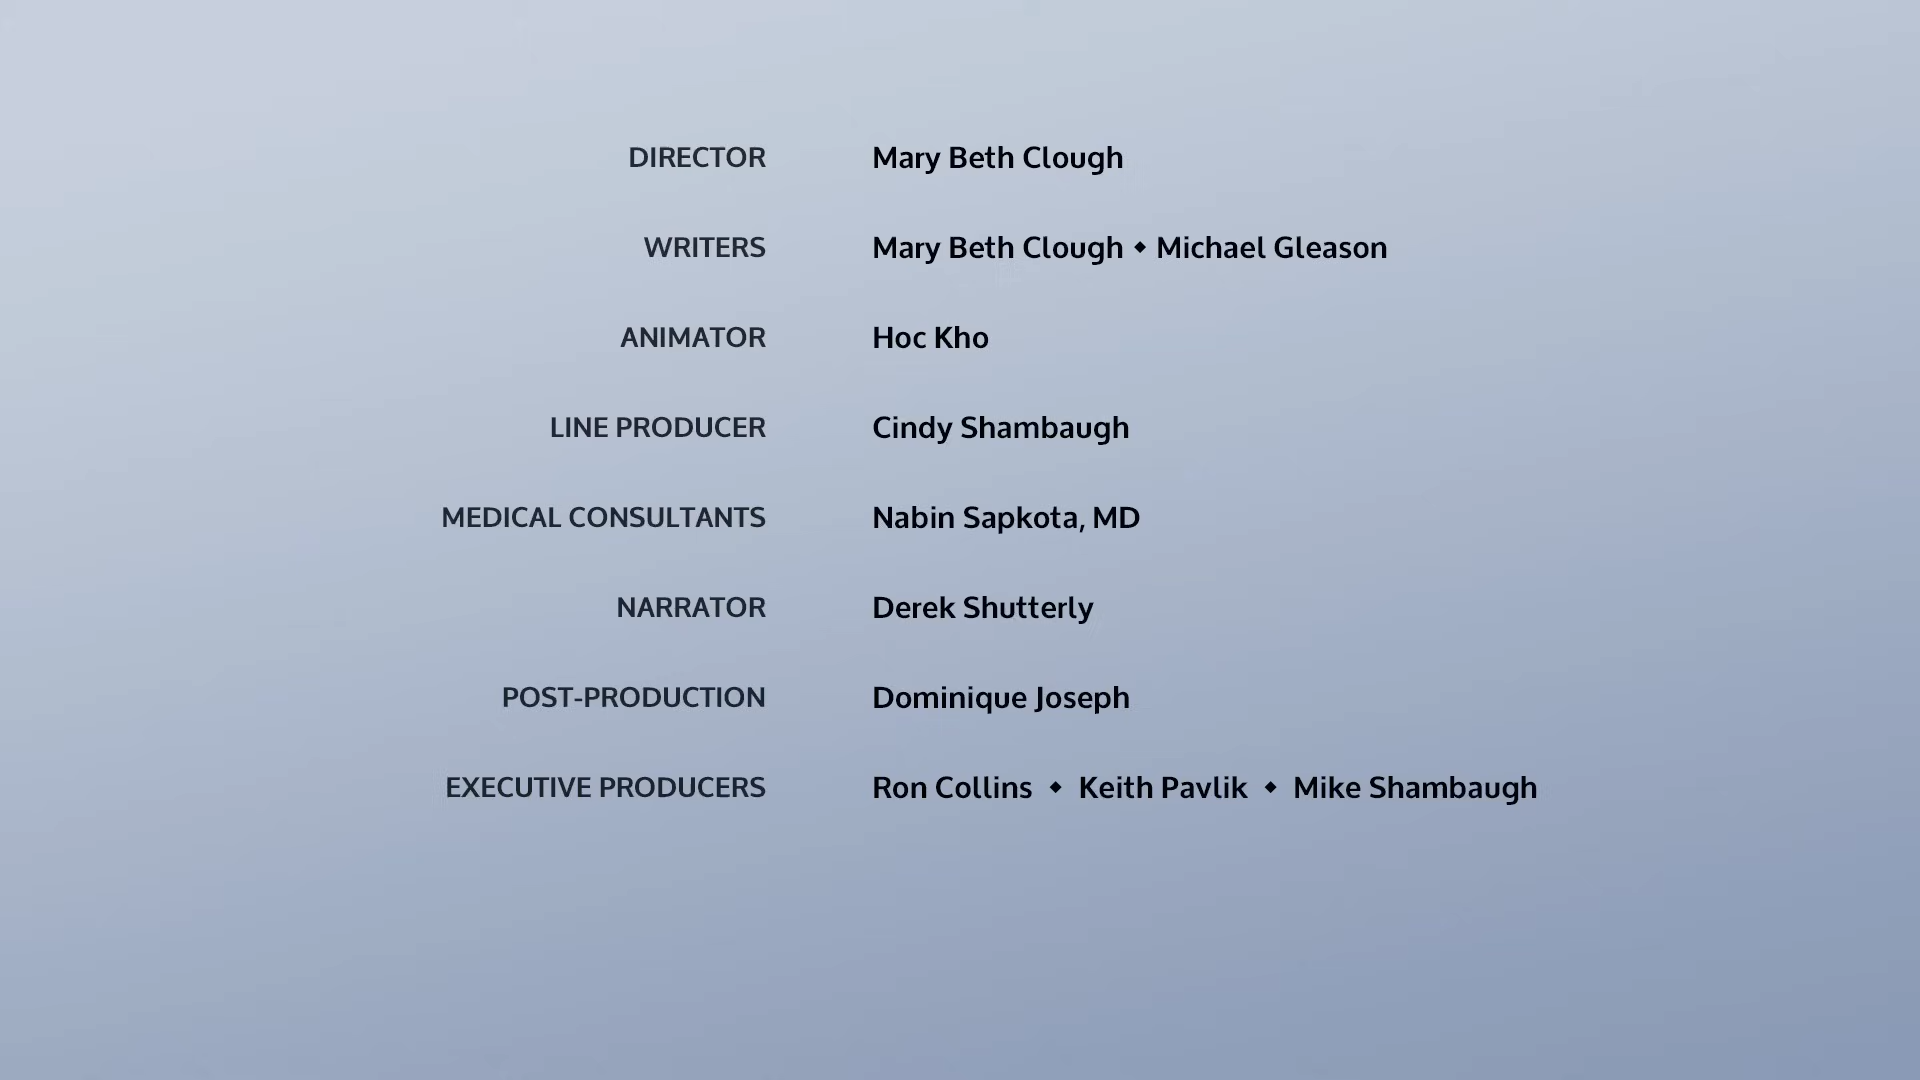 DIRECTOR Mary Beth Clough
WRITERS Mary Beth Clough ◆ Michael Gleason
ANIMATOR Hoc Kho
LINE PRODUCER Cindy Shambaugh
MEDICAL CONSULTANTS Nabin Sapkota, MD
NARRATOR Derek Shutterly
POST-PRODUCTION Dominique Joseph
EXECUTIVE PRODUCERS Ron Collins ◆ Keith Pavlik ◆ Mike Shambaugh